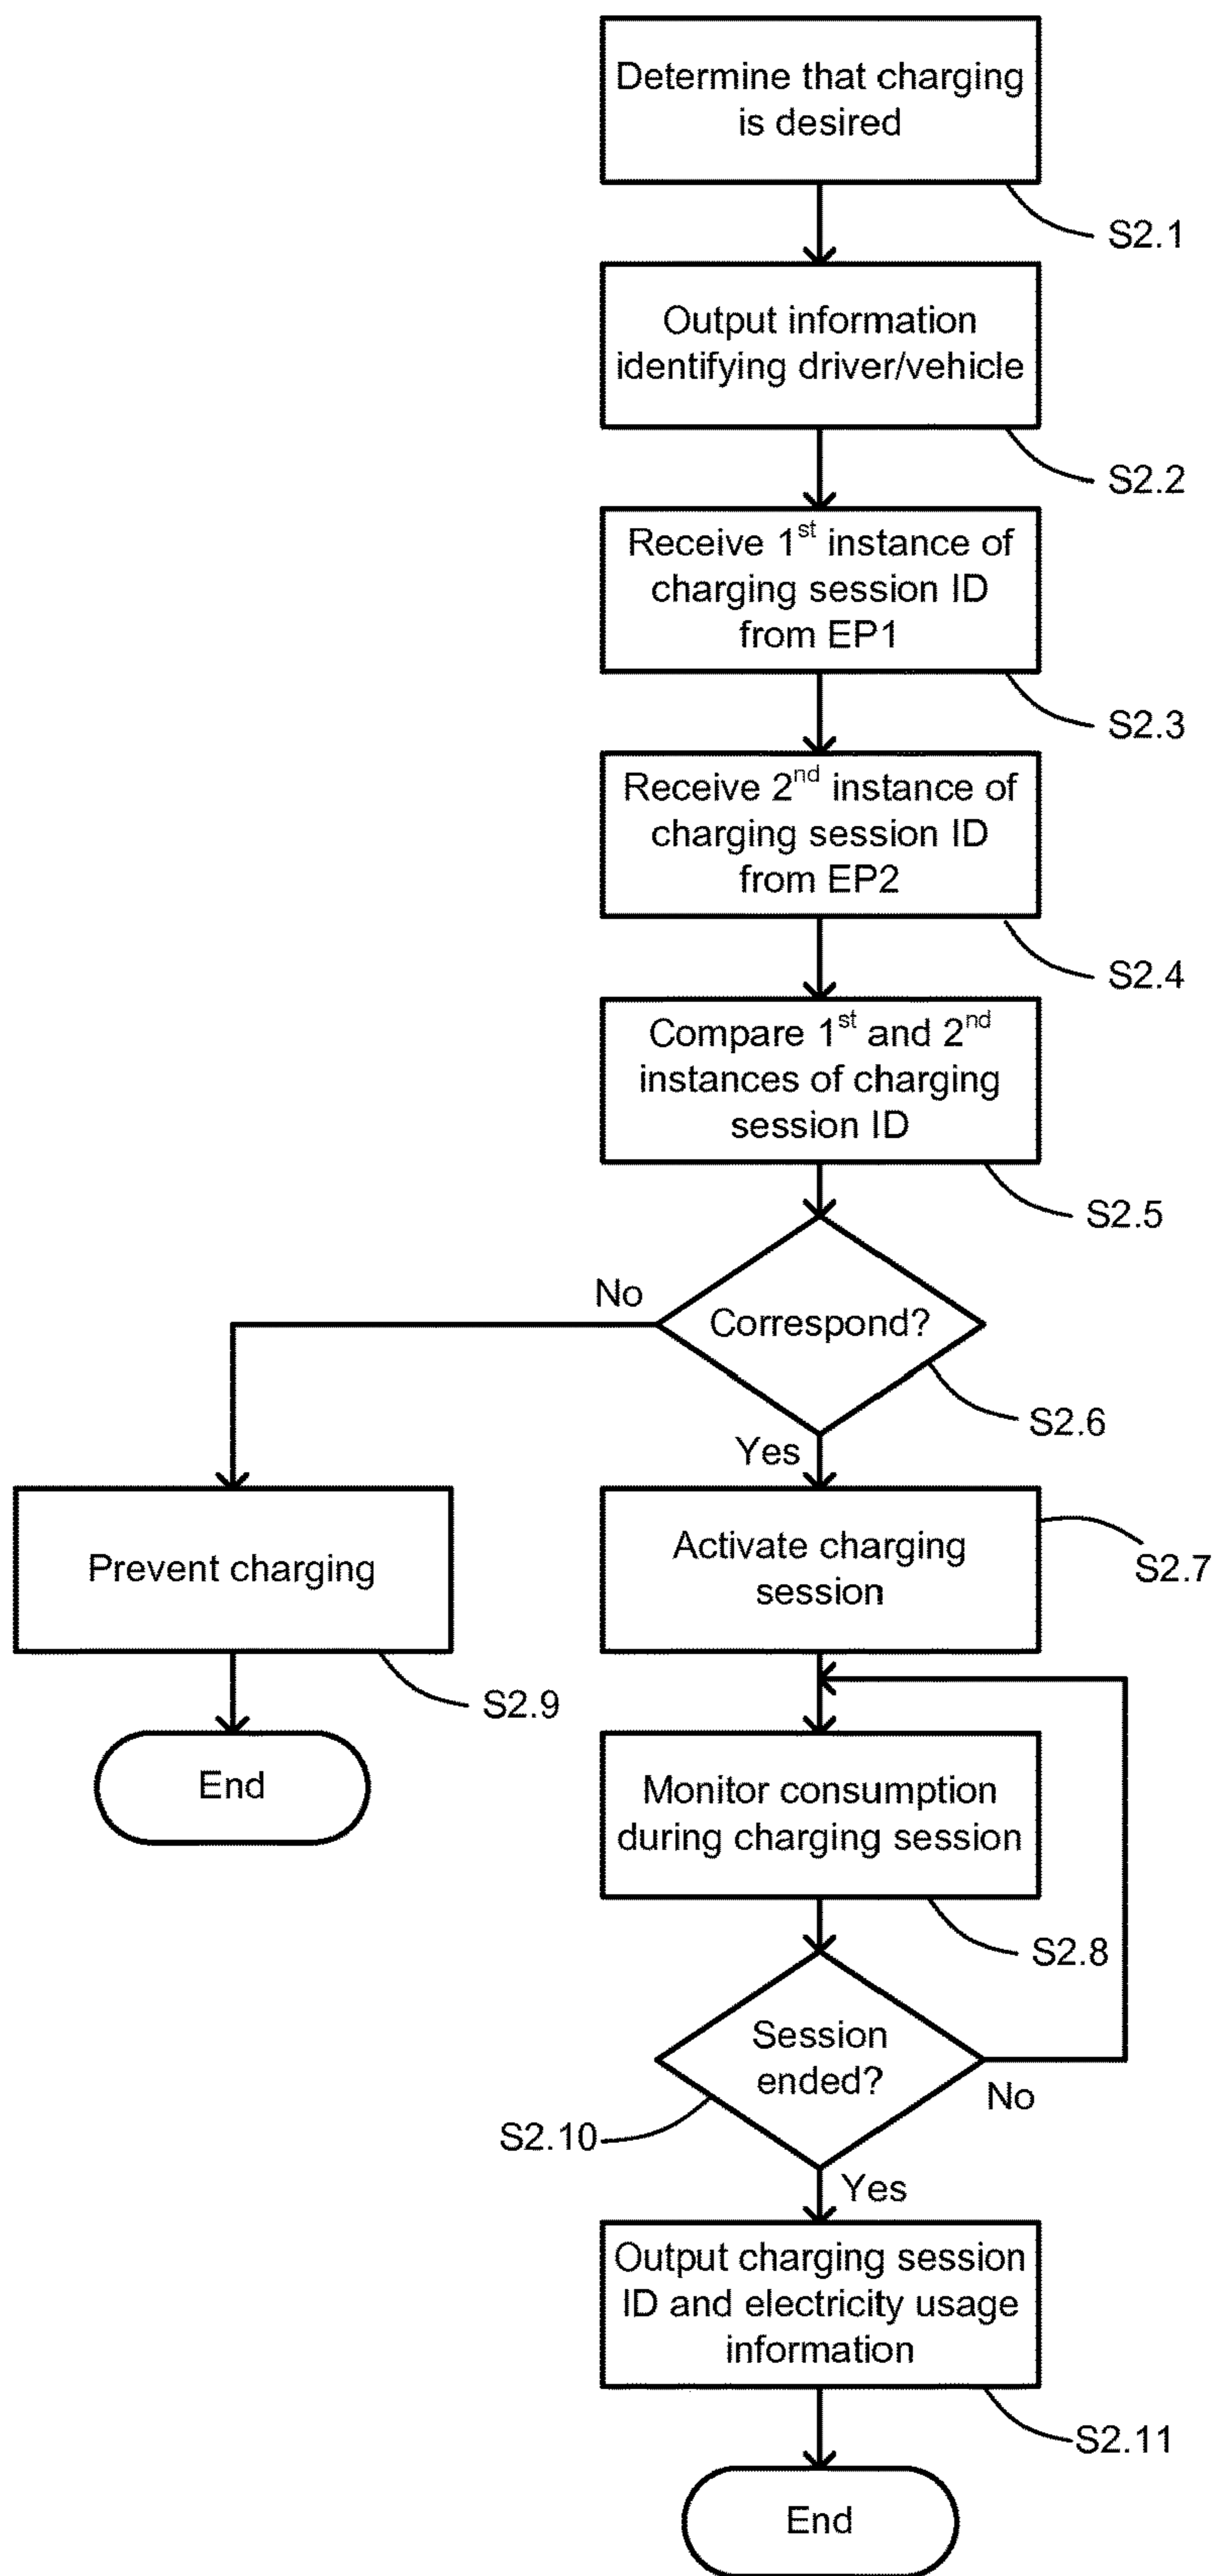 Determine that charging
is desired
S2.1
Output information
identifying driver/vehicle
S2.2
Receive 1st instance of
charging session ID
from EP1
S2.3
Receive 2nd instance of
charging session ID
from EP2
S2.4
Compare 1st and 2nd
instances of charging
session ID
S2.5
No
Correspond?
S2.6
Yes
Prevent charging
S2.9
End
Activate charging
session
S2.7
Monitor consumption
during charging session
S2.8
Session
ended?
No
S2.10
Yes
Output charging session
ID and electricity usage
information
S2.11
End